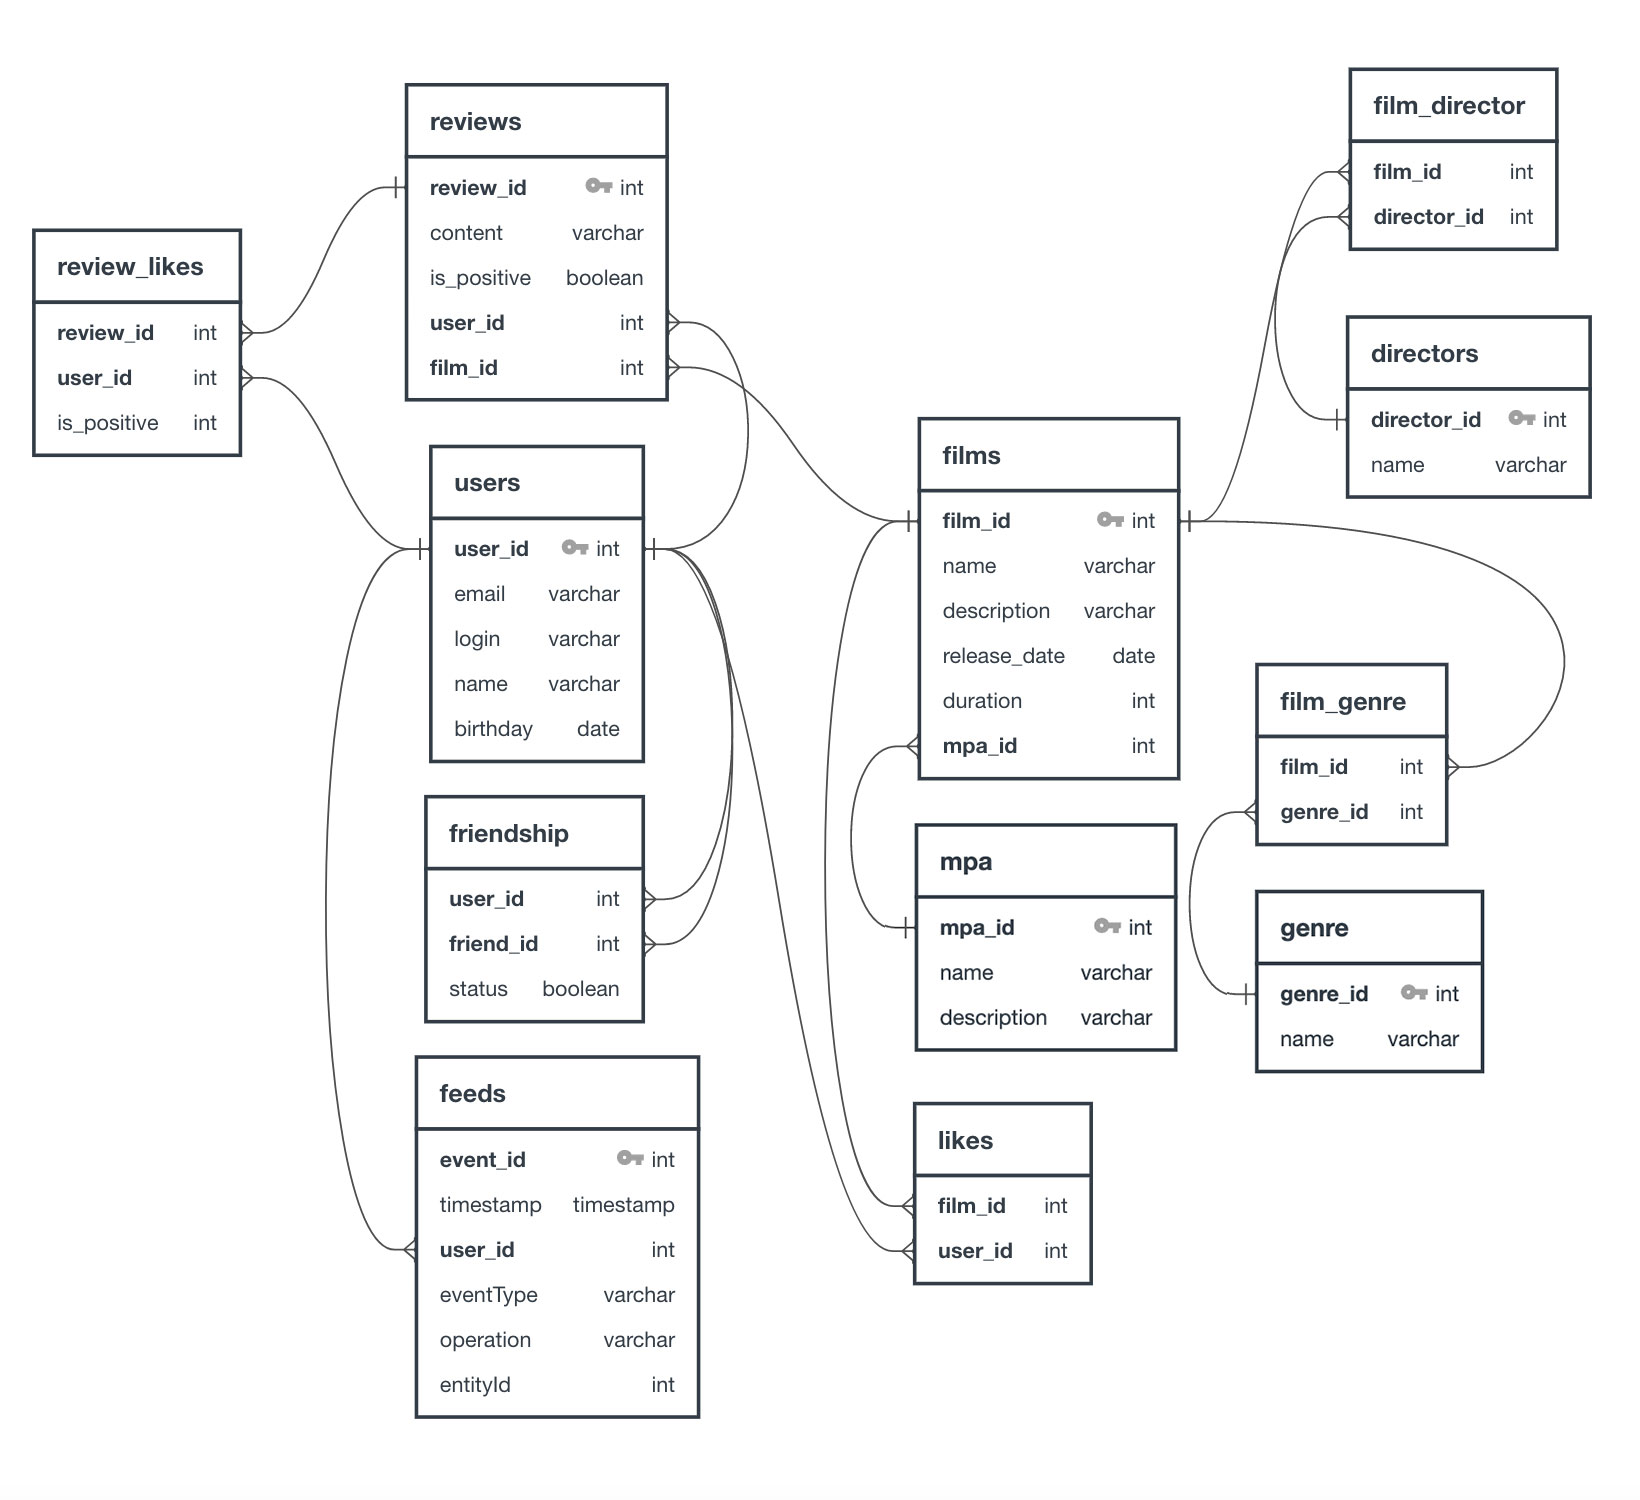 reviews
review_id int
content varchar
is_positive boolean
user_id int
film_id int
review_likes
review_id int
user_id int
is_positive int
users
user_id int
email varchar
login varchar
name varchar
birthday date
friendship
user_id int
friend_id int
status boolean
feeds
event_id int
timestamp timestamp
user_id int
eventType varchar
operation varchar
entityId int
films
film_id int
name varchar
description varchar
release_date date
duration int
mpa_id int
mpa
mpa_id int
name varchar
description varchar
likes
film_id int
user_id int
film_director
film_id int
director_id int
directors
director_id int
name varchar
film_genre
film_id int
genre_id int
genre
genre_id int
name varchar